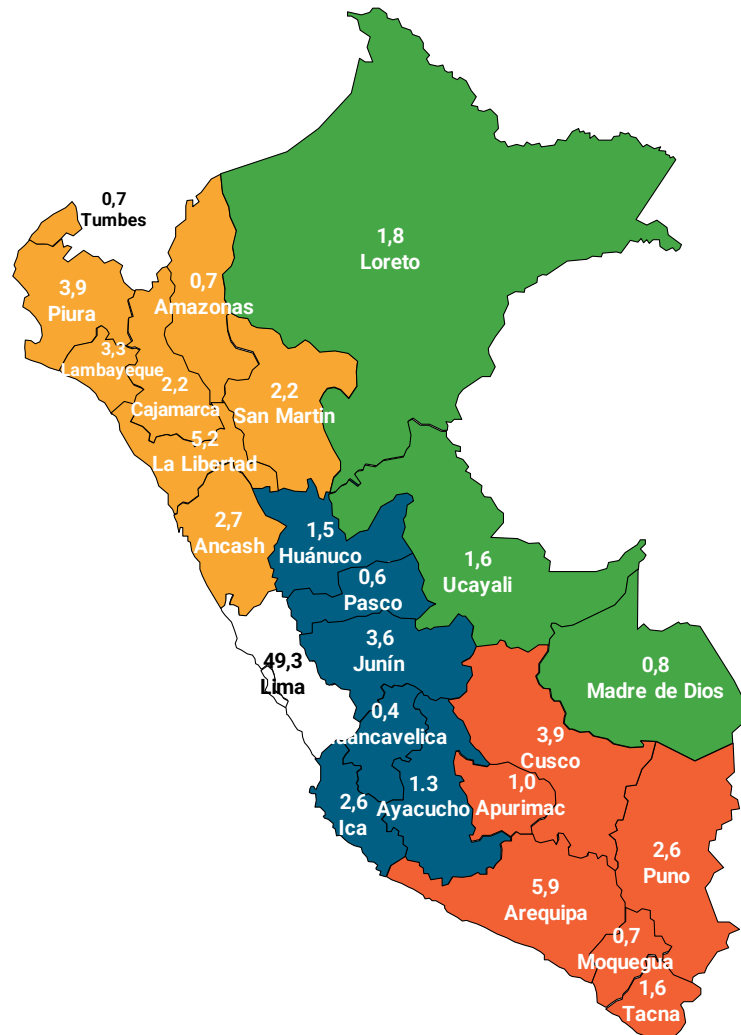 0,7
Tumbes
1,8
Loreto
0,7
Amazonas
3,9
Piura
3,3
Lambayeque
2,2
Cajamarca
2,2
San Martin
5,2
La Libertad
2,7
Ancash
1,5
Huánuco
1,6
Ucayali
0,6
Pasco
3,6
Junín
49,3
Lima
0,8
Madre de Dios
0,4
Huancavelica
3,9
Cusco
1.3
Ayacucho
1,0
Apurimac
2,6
Ica
2,6
Puno
5,9
Arequipa
0,7
Moquegua
1,6
Tacna